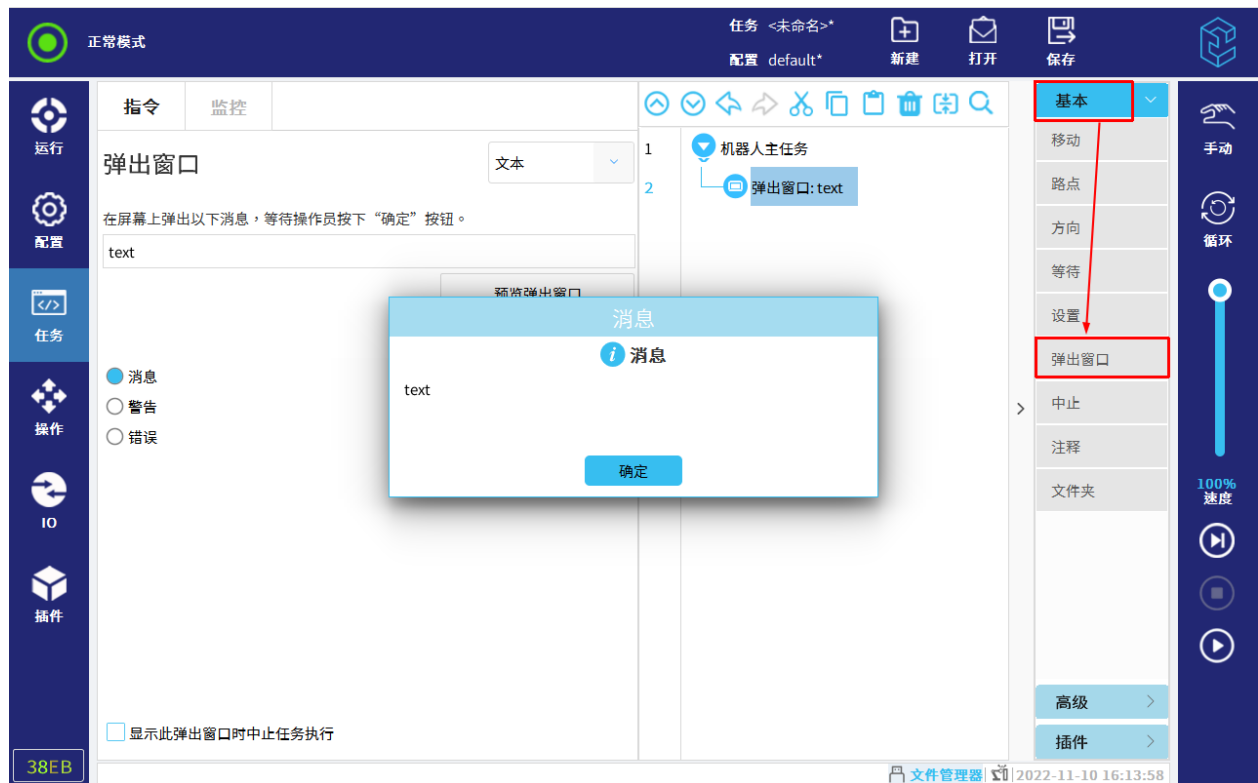 正常模式
任务 <未命名>*
配置 default*
新建
打开
保存
运行
配置
任务
操作
IO
插件
38EB
指令
监控
弹出窗口
文本
在屏幕上弹出以下消息，等待操作员按下“确定”按钮。
text
预览弹出窗口
消息
警告
错误
显示此弹出窗口时中止任务执行
消息
消息
text
确定
1
机器人主任务
2
弹出窗口: text
基本
移动
路点
方向
等待
设置
弹出窗口
中止
注释
文件夹
高级
插件
手动
循环
100%
速度
文件管理器
2022-11-10 16:13:58